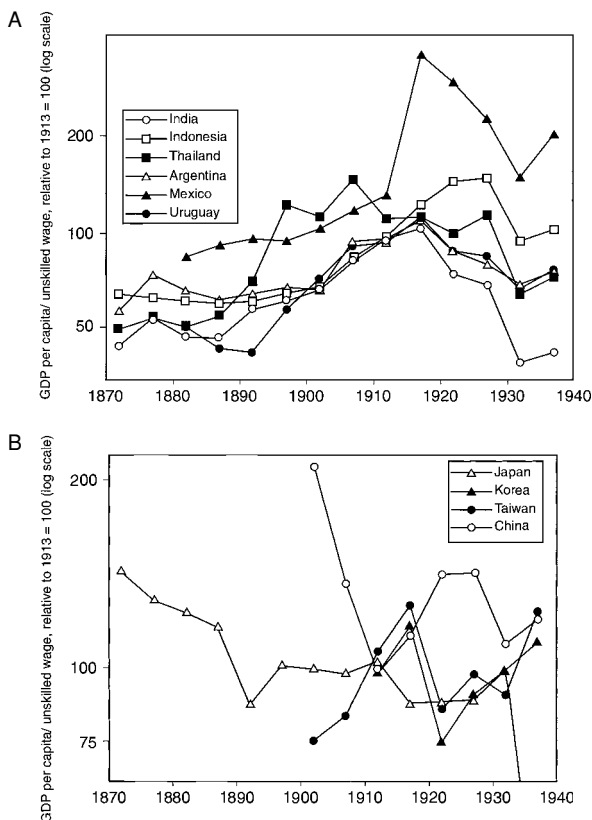 A
GDP per capita/ unskilled wage, relative to 1913 = 100 (log scale)
200
100
50
India
Indonesia
Thailand
Argentina
Mexico
Uruguay
1870 1880 1890 1900 1910 1920 1930 1940
B
GDP per capita/ unskilled wage, relative to 1913 = 100 (log scale)
200
100
75
Japan
Korea
Taiwan
China
1870 1880 1890 1900 1910 1920 1930 1940